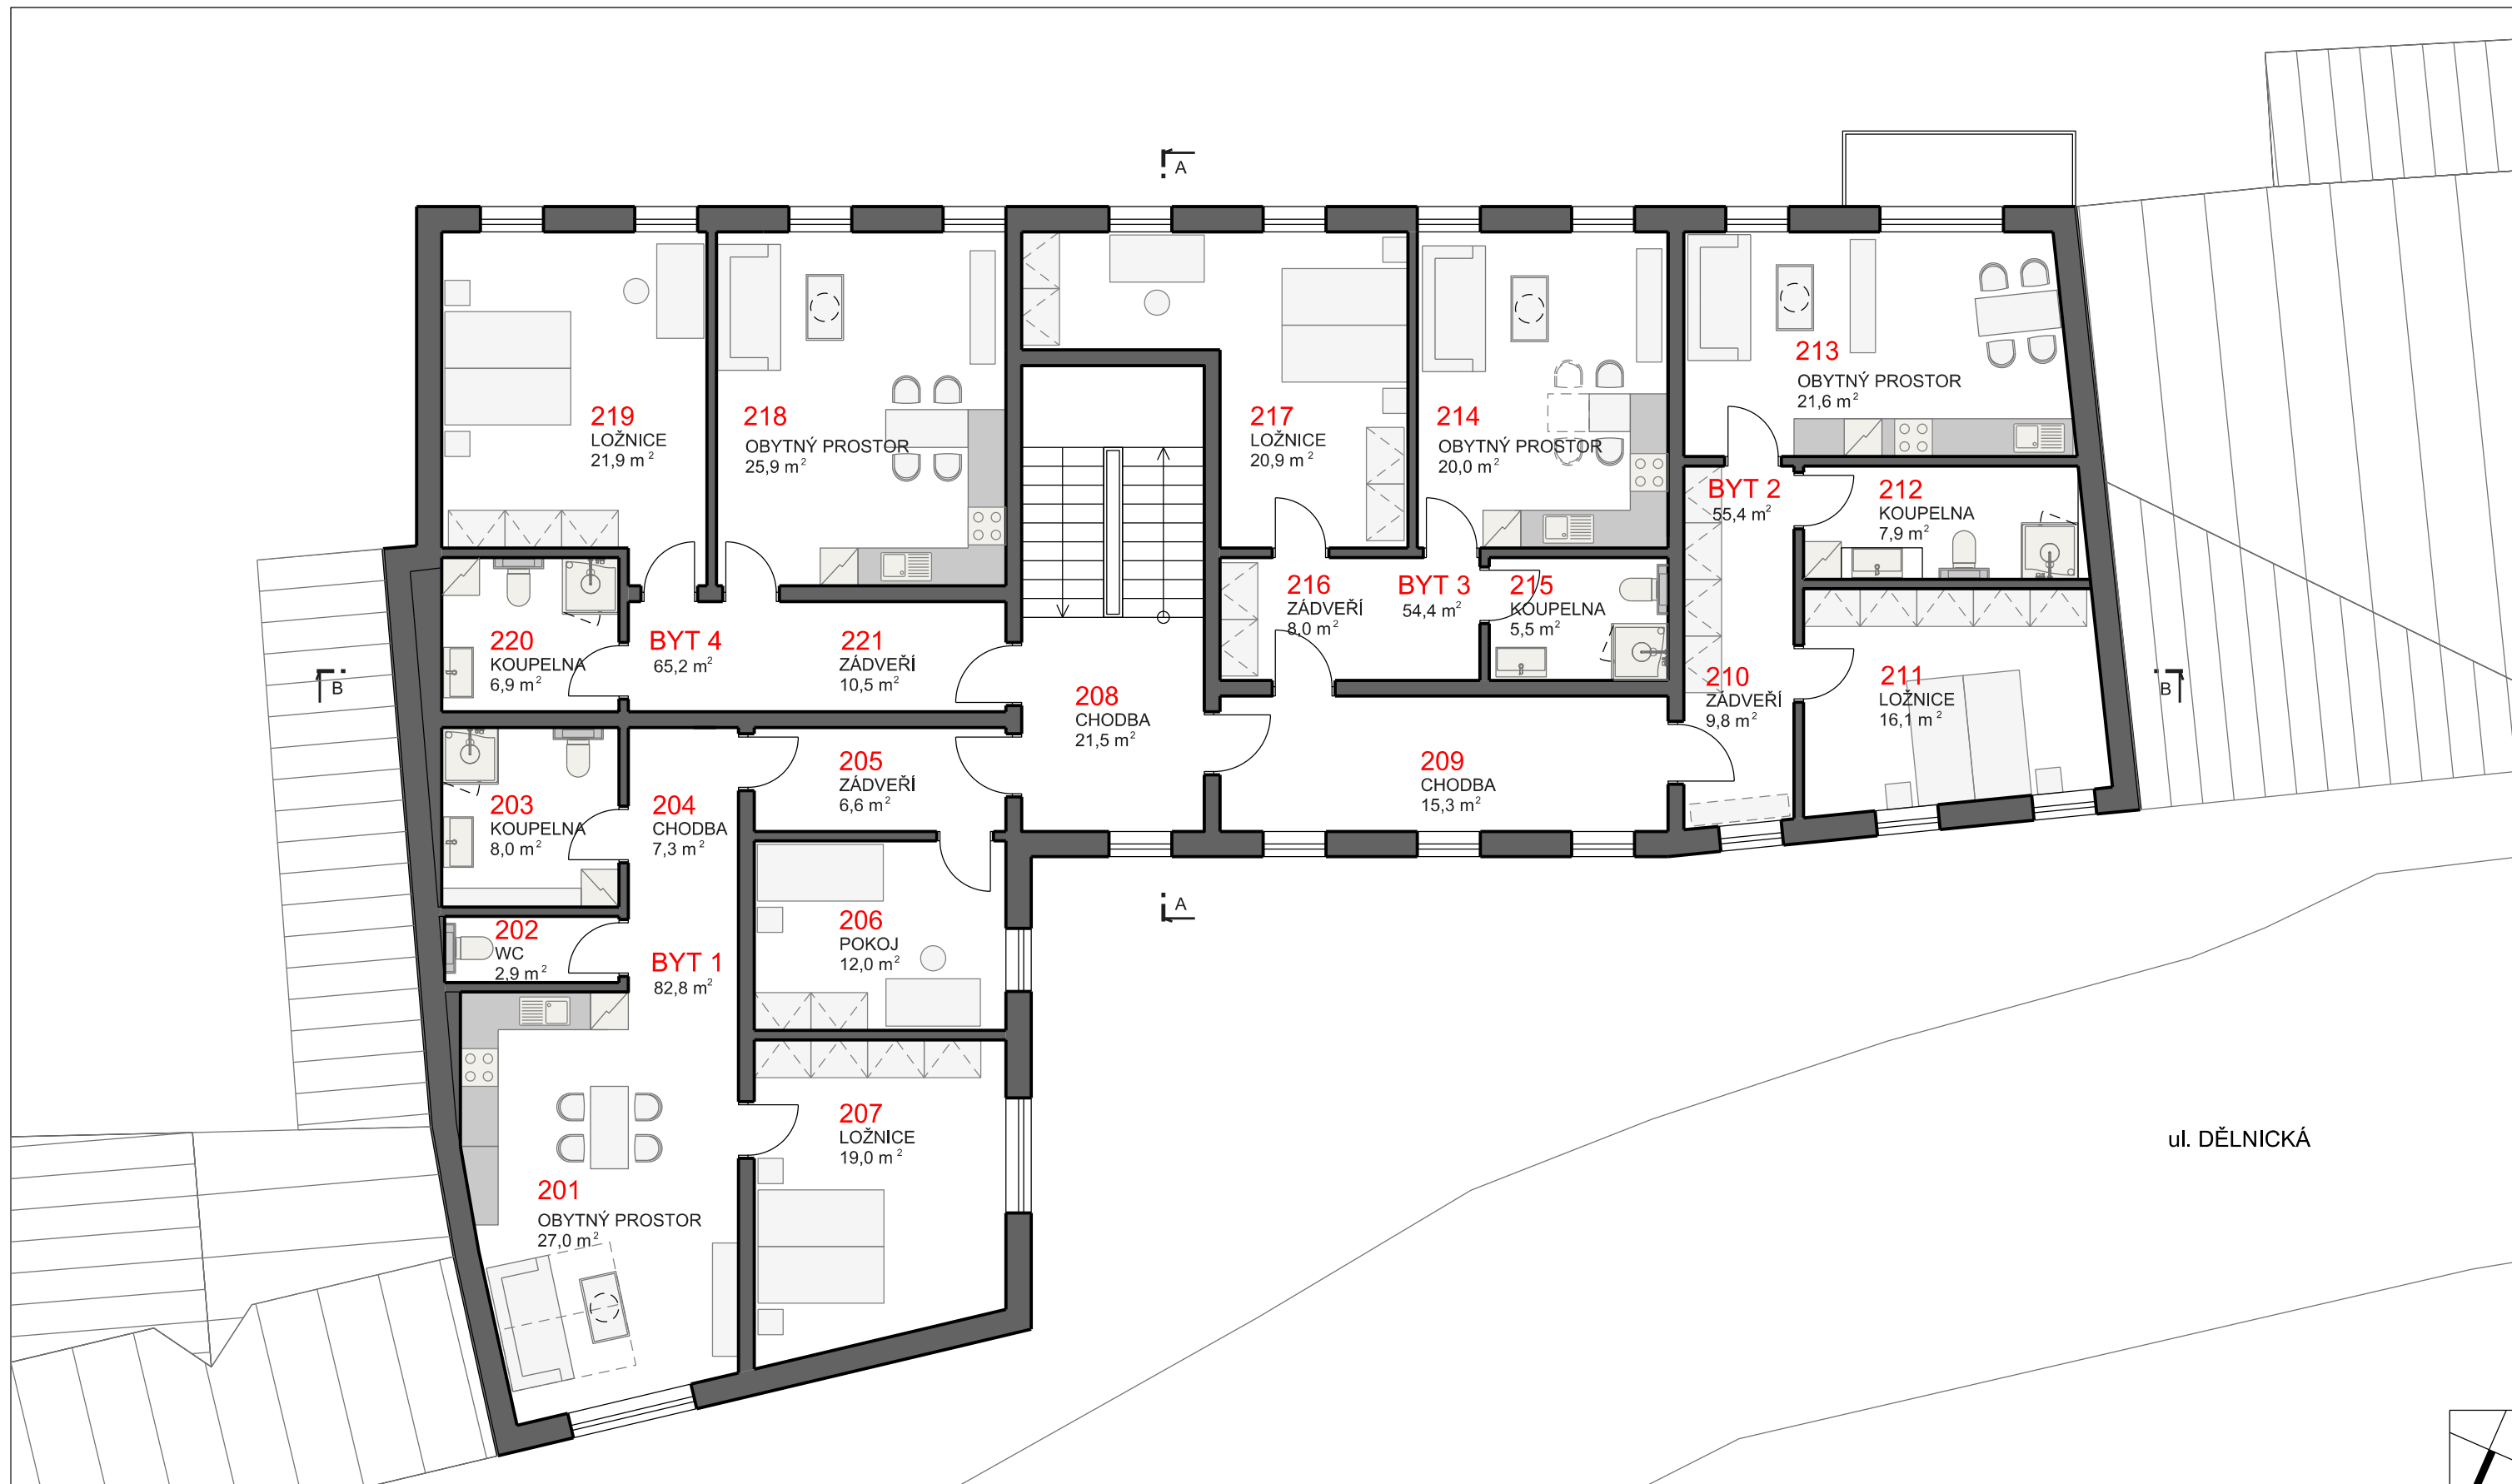 A
219
LOŽNICE
21,9 m²
218
OBYTNÝ PROSTOR
25,9 m²
217
LOŽNICE
20,9 m²
214
OBYTNÝ PROSTOR
20,0 m²
213
OBYTNÝ PROSTOR
21,6 m²
BYT 2
55,4 m²
212
KOUPELNA
7,9 m²
220
KOUPELNA
6,9 m²
BYT 4
65,2 m²
221
ZÁDVEŘÍ
10,5 m²
216
ZÁDVEŘÍ
8,0 m²
BYT 3
54,4 m²
215
KOUPELNA
5,5 m²
B
208
CHODBA
21,5 m²
210
ZÁDVEŘÍ
9,8 m²
211
LOŽNICE
16,1 m²
B
203
KOUPELNA
8,0 m²
204
CHODBA
7,3 m²
205
ZÁDVEŘÍ
6,6 m²
209
CHODBA
15,3 m²
A
202
WC
2,9 m²
BYT 1
82,8 m²
206
POKOJ
12,0 m²
207
LOŽNICE
19,0 m²
ul. DĚLNICKÁ
201
OBYTNÝ PROSTOR
27,0 m²